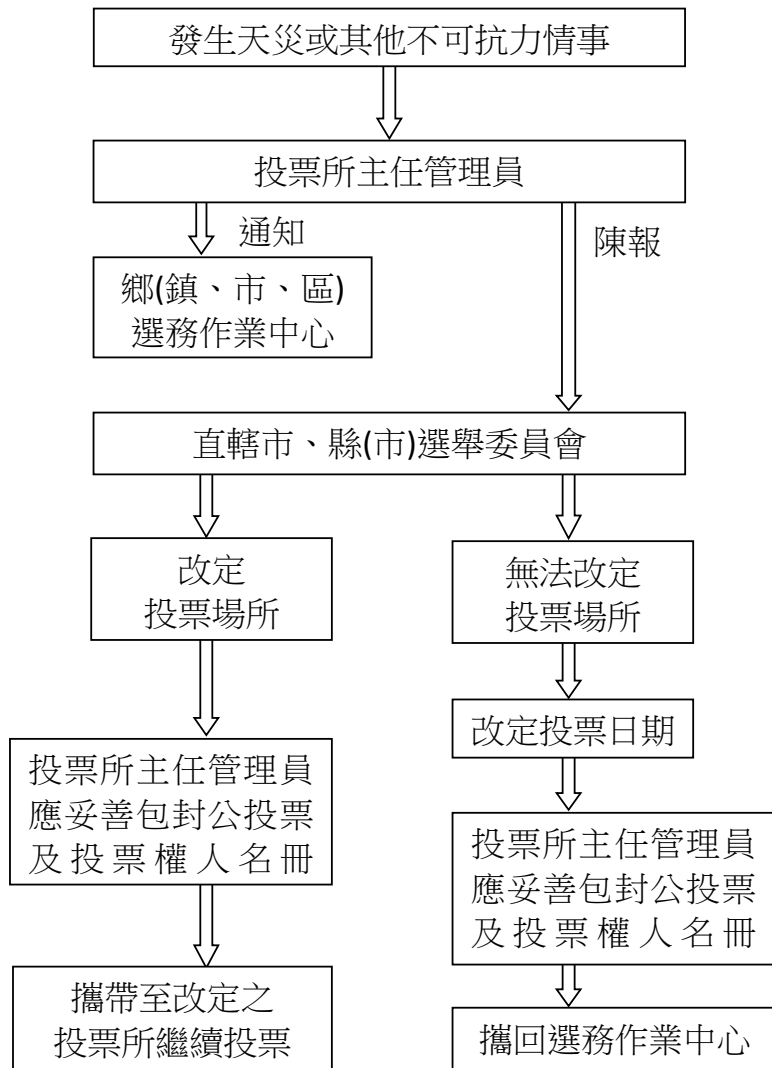 發生天災或其他不可抗力情事
投票所主任管理員
通知
陳報
鄉(鎮、市、區)
選務作業中心
直轄市、縣(市)選舉委員會
改定
投票場所
無法改定
投票場所
改定投票日期
投票所主任管理員
應妥善包封公投票
及投票權人名冊
投票所主任管理員
應妥善包封公投票
及投票權人名冊
攜帶至改定之
投票所繼續投票
攜回選務作業中心